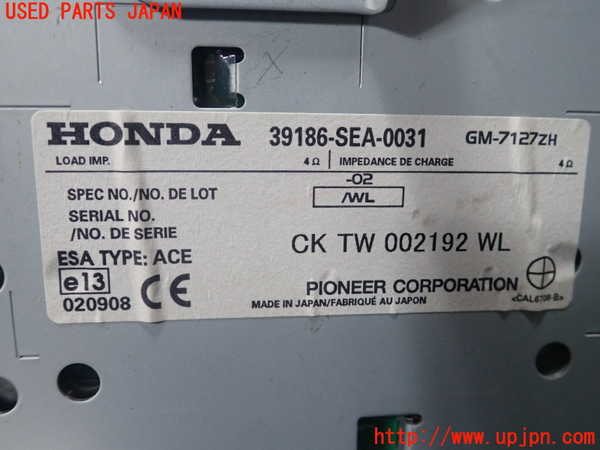 USED PARTS JAPAN
HONDA 39186-SEA-0031 GM-7127ZH
LOAD IMP. 4Ω IMPEDANCE DE CHARGE 4Ω
-02
SPEC NO./NO. DE LOT /WL
SERIAL NO.
/NO. DE SERIE CK TW 002192 WL
ESA TYPE: ACE
e13 CE
020908
PIONEER CORPORATION
MADE IN JAPAN/FABRIQUÉ AU JAPON <CAL6708-B>
© UPJ www.upjpn.com